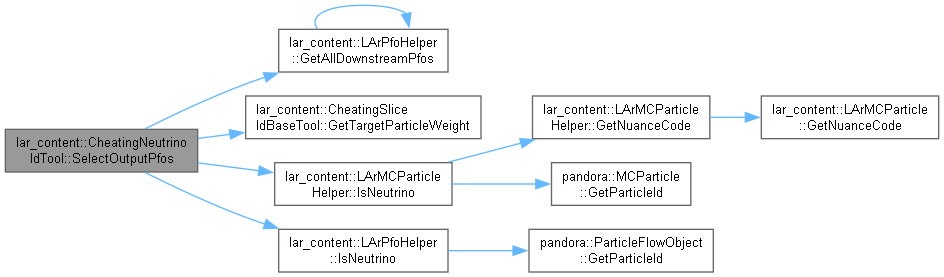 lar_content::CheatingNeutrino
IdTool::SelectOutputPfos
lar_content::LArPfoHelper
::GetAllDownstreamPfos
lar_content::CheatingSlice
IdBaseTool::GetTargetParticleWeight
lar_content::LArMCParticle
Helper::IsNeutrino
lar_content::LArPfoHelper
::IsNeutrino
lar_content::LArMCParticle
Helper::GetNuanceCode
pandora::MCParticle
::GetParticleId
pandora::ParticleFlowObject
::GetParticleId
lar_content::LArMCParticle
::GetNuanceCode